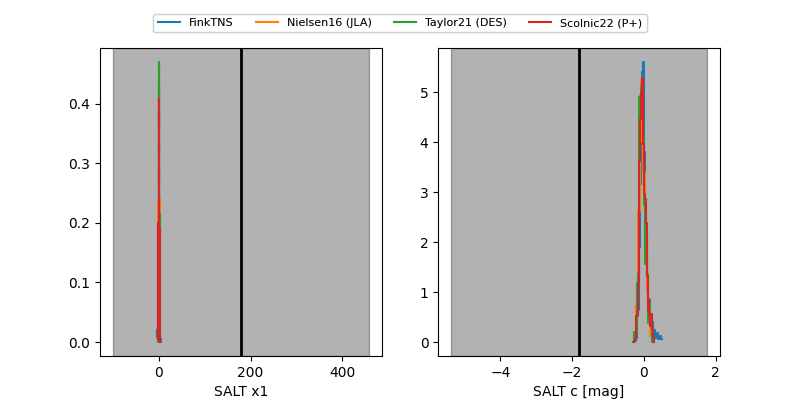 FinkTNS Nielsen16 (JLA) Taylor21 (DES) Scolnic22 (P+)
0.4
0.3
0.2
0.1
0.0
0 200 400
SALT x1
5
4
3
2
1
0
−4 −2 0 2
SALT c [mag]